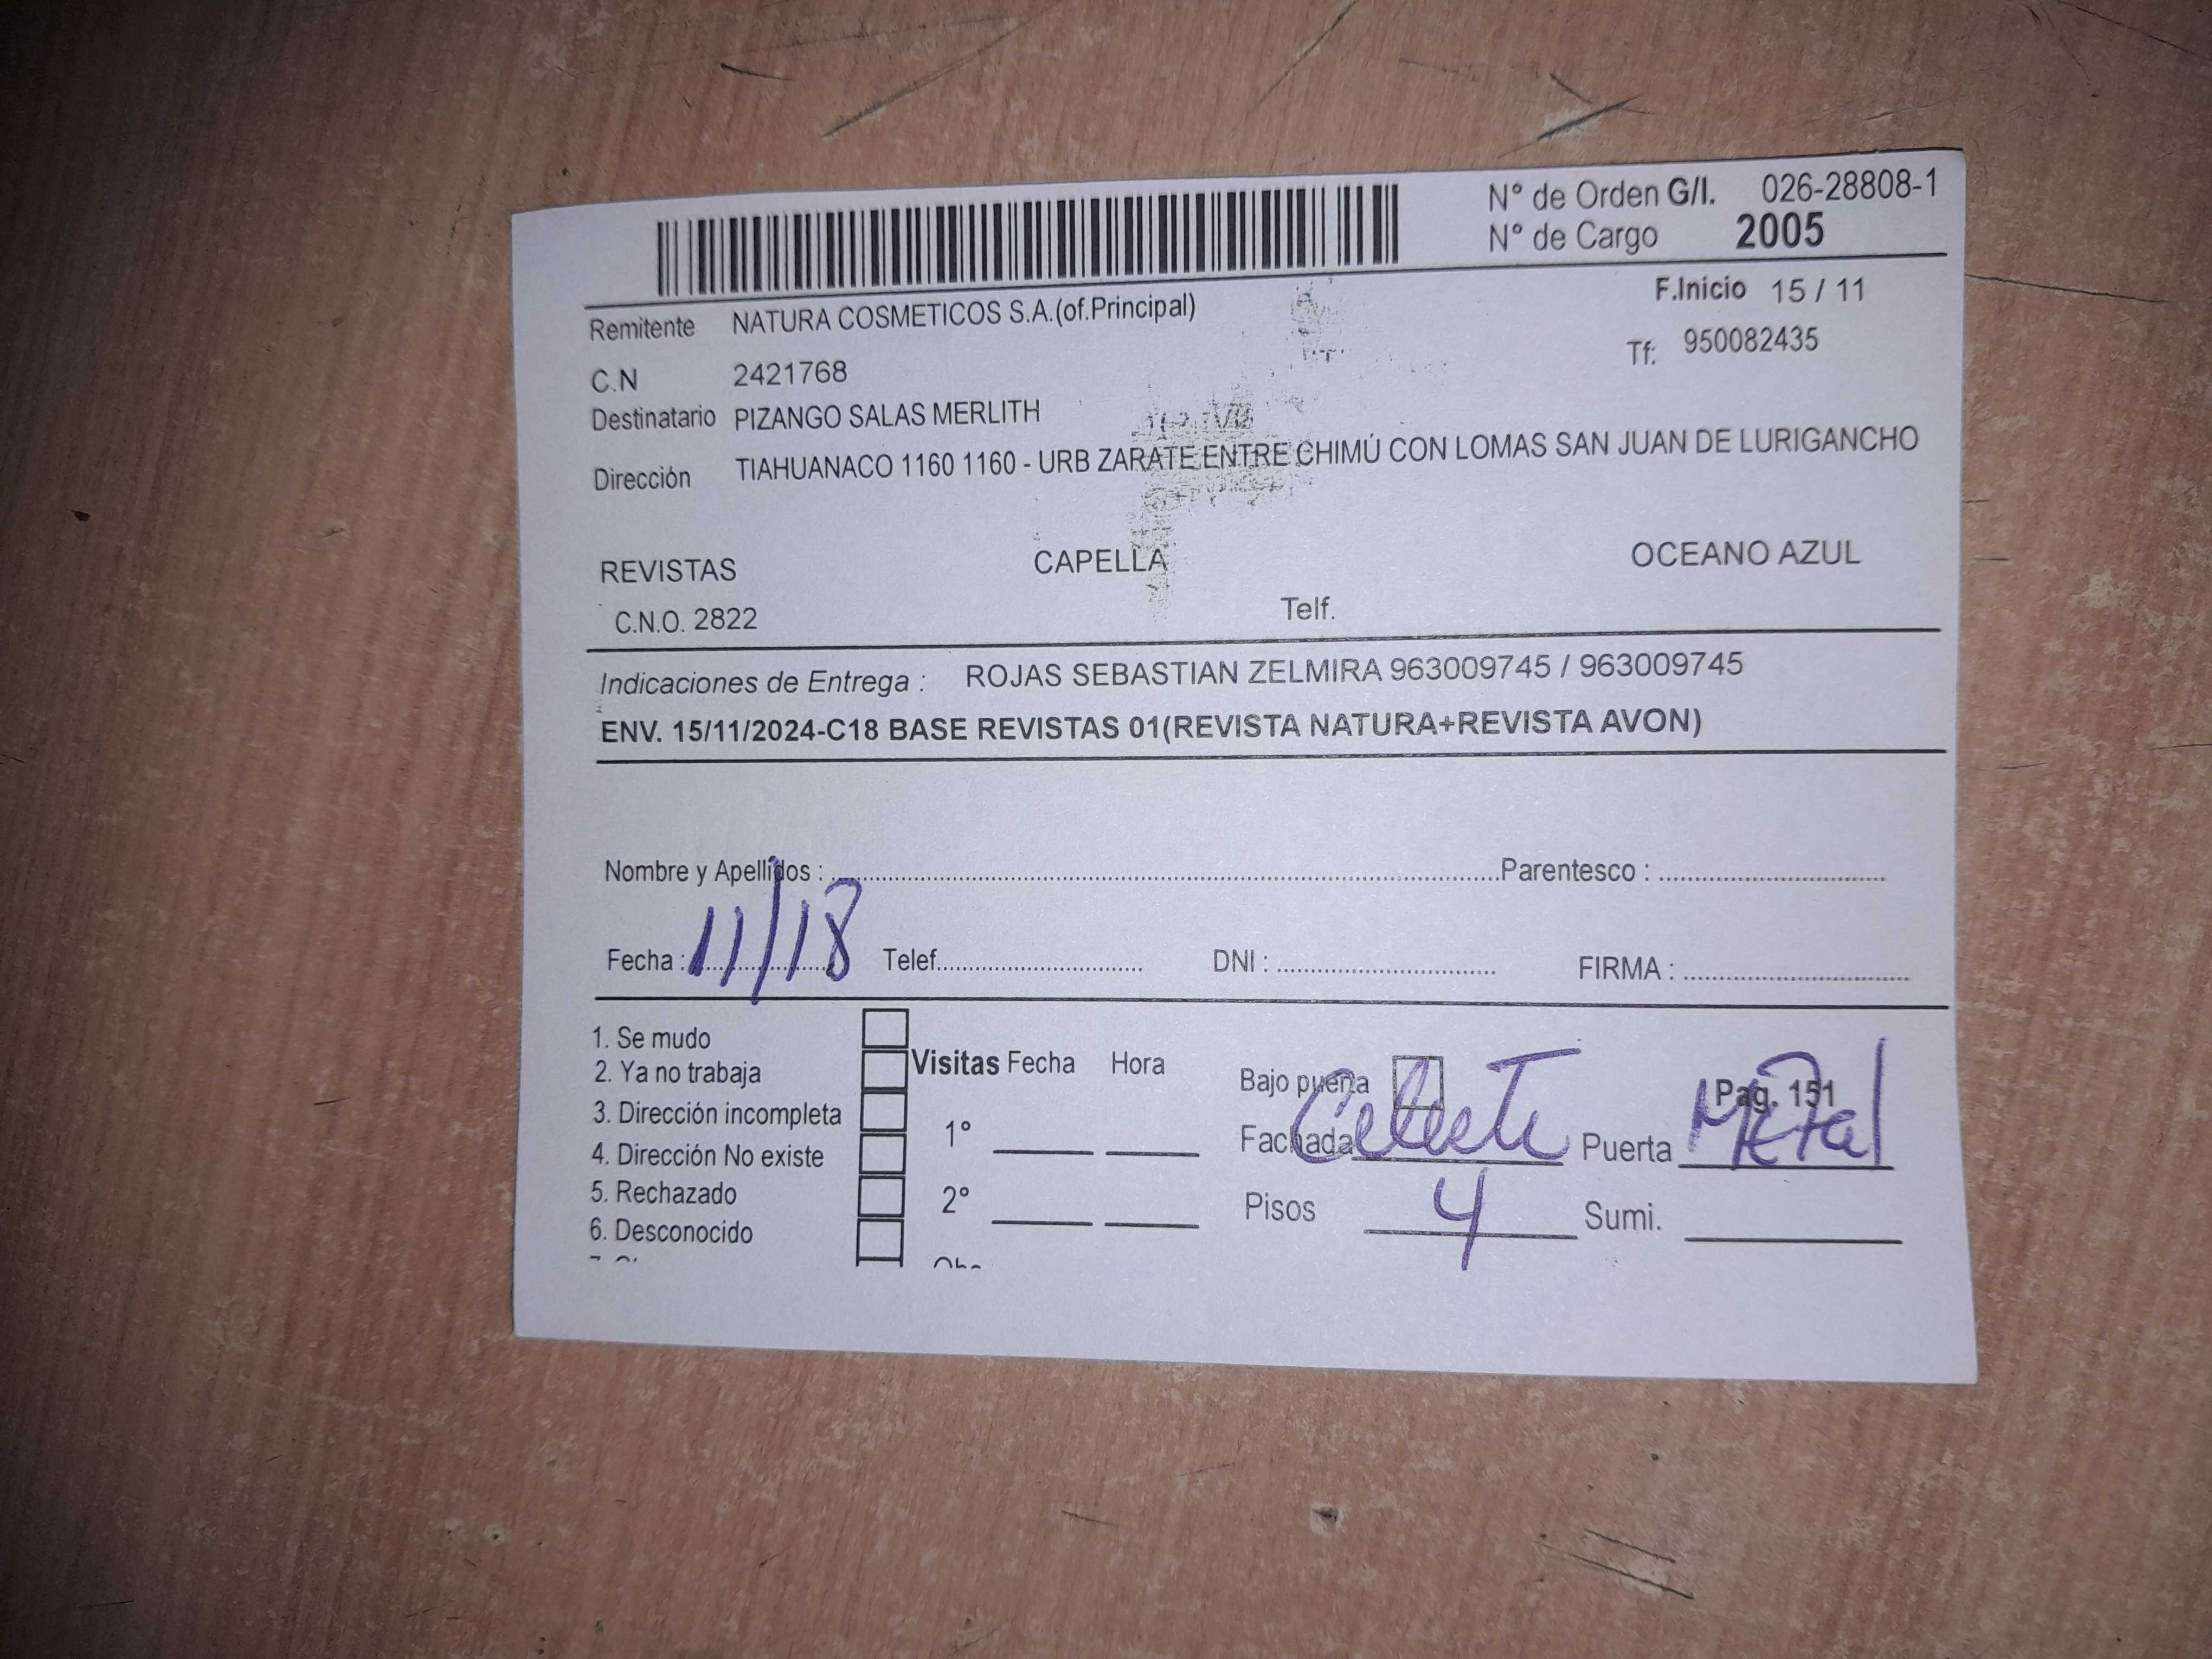 N° de Orden G/I. 026-28808-1
N° de Cargo 2005
F.Inicio 15 / 11
Remitente NATURA COSMETICOS S.A.(of.Principal)
Tf: 950082435
C.N 2421768
Destinatario PIZANGO SALAS MERLITH
Dirección TIAHUANACO 1160 1160 - URB ZARATE ENTRE CHIMÚ CON LOMAS SAN JUAN DE LURIGANCHO
REVISTAS CAPELLA OCEANO AZUL
C.N.O. 2822 Telf.
Indicaciones de Entrega : ROJAS SEBASTIAN ZELMIRA 963009745 / 963009745
ENV. 15/11/2024-C18 BASE REVISTAS 01(REVISTA NATURA+REVISTA AVON)
Nombre y Apellidos : Parentesco :
Fecha : 11/18 Telef. DNI : FIRMA :
1. Se mudo
2. Ya no trabaja
3. Dirección incompleta
4. Dirección No existe
5. Rechazado
6. Desconocido
Visitas Fecha Hora
1°
2°
Bajo puerta Pag. 151
Fachada Celeste Puerta Metal
Pisos 4 Sumi.